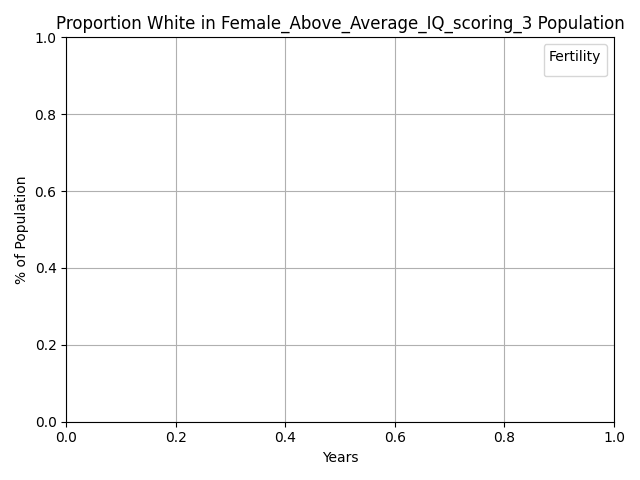 Proportion White in Female_Above_Average_IQ_scoring_3 Population
Fertility
% of Population
1.0
0.8
0.6
0.4
0.2
0.0
0.0 0.2 0.4 0.6 0.8 1.0
Years